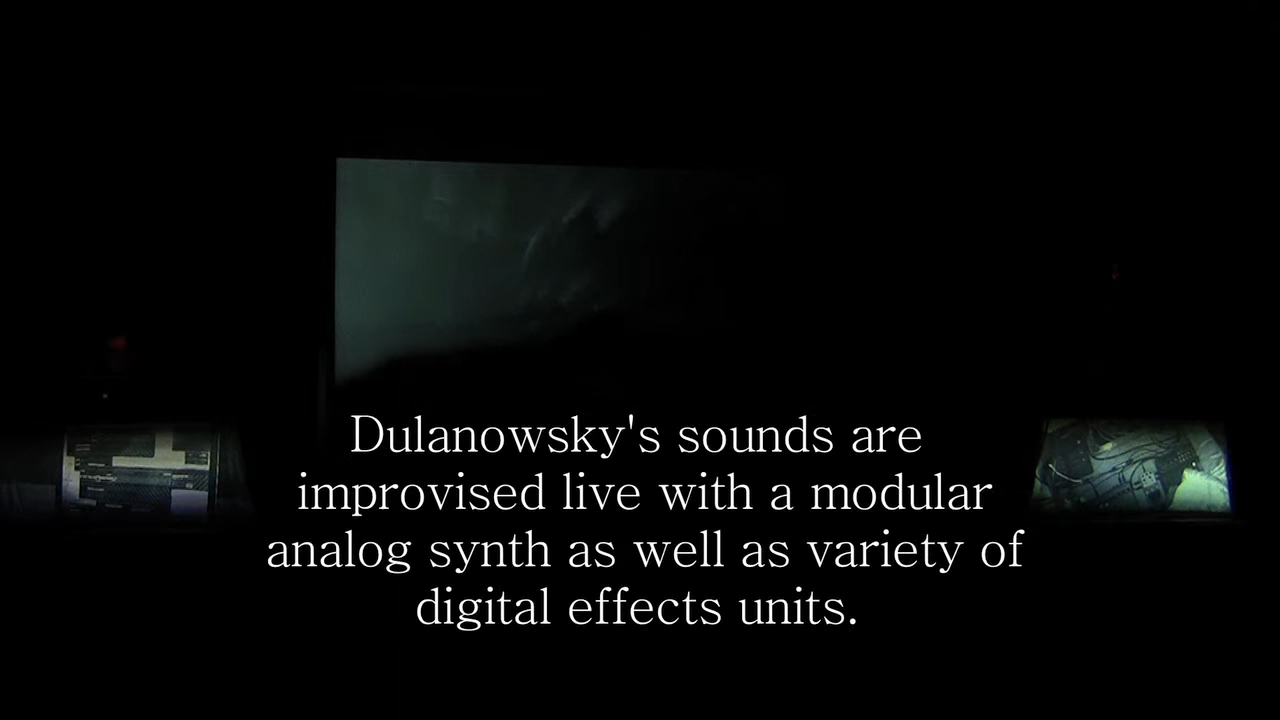 Dulanowsky's sounds are
improvised live with a modular
analog synth as well as variety of
digital effects units.